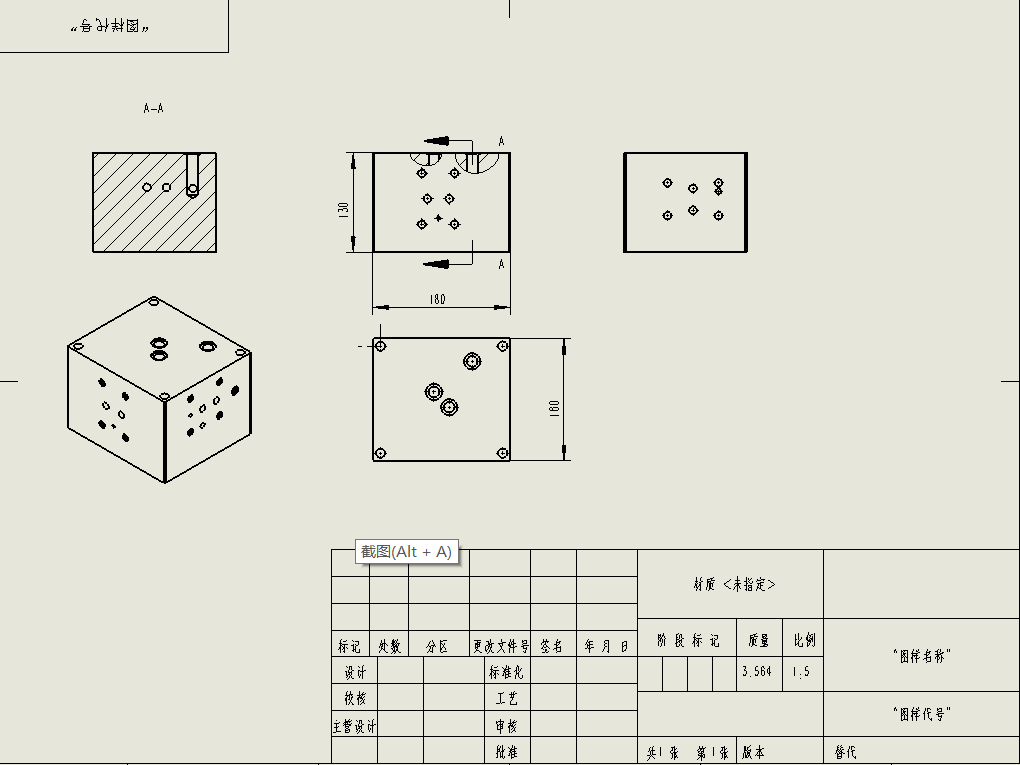 “图样代号”
A-A
A
130
A
180
160
截图(Alt + A)
材质 <未指定>
标记 处数 分区 更改文件号 签名 年 月 日
阶 段 标 记 质量 比例
“图样名称”
设计 标准化
3.564 1:5
校核 工艺
“图样代号”
主管设计 审核
批准
共1张 第1张 版本 替代